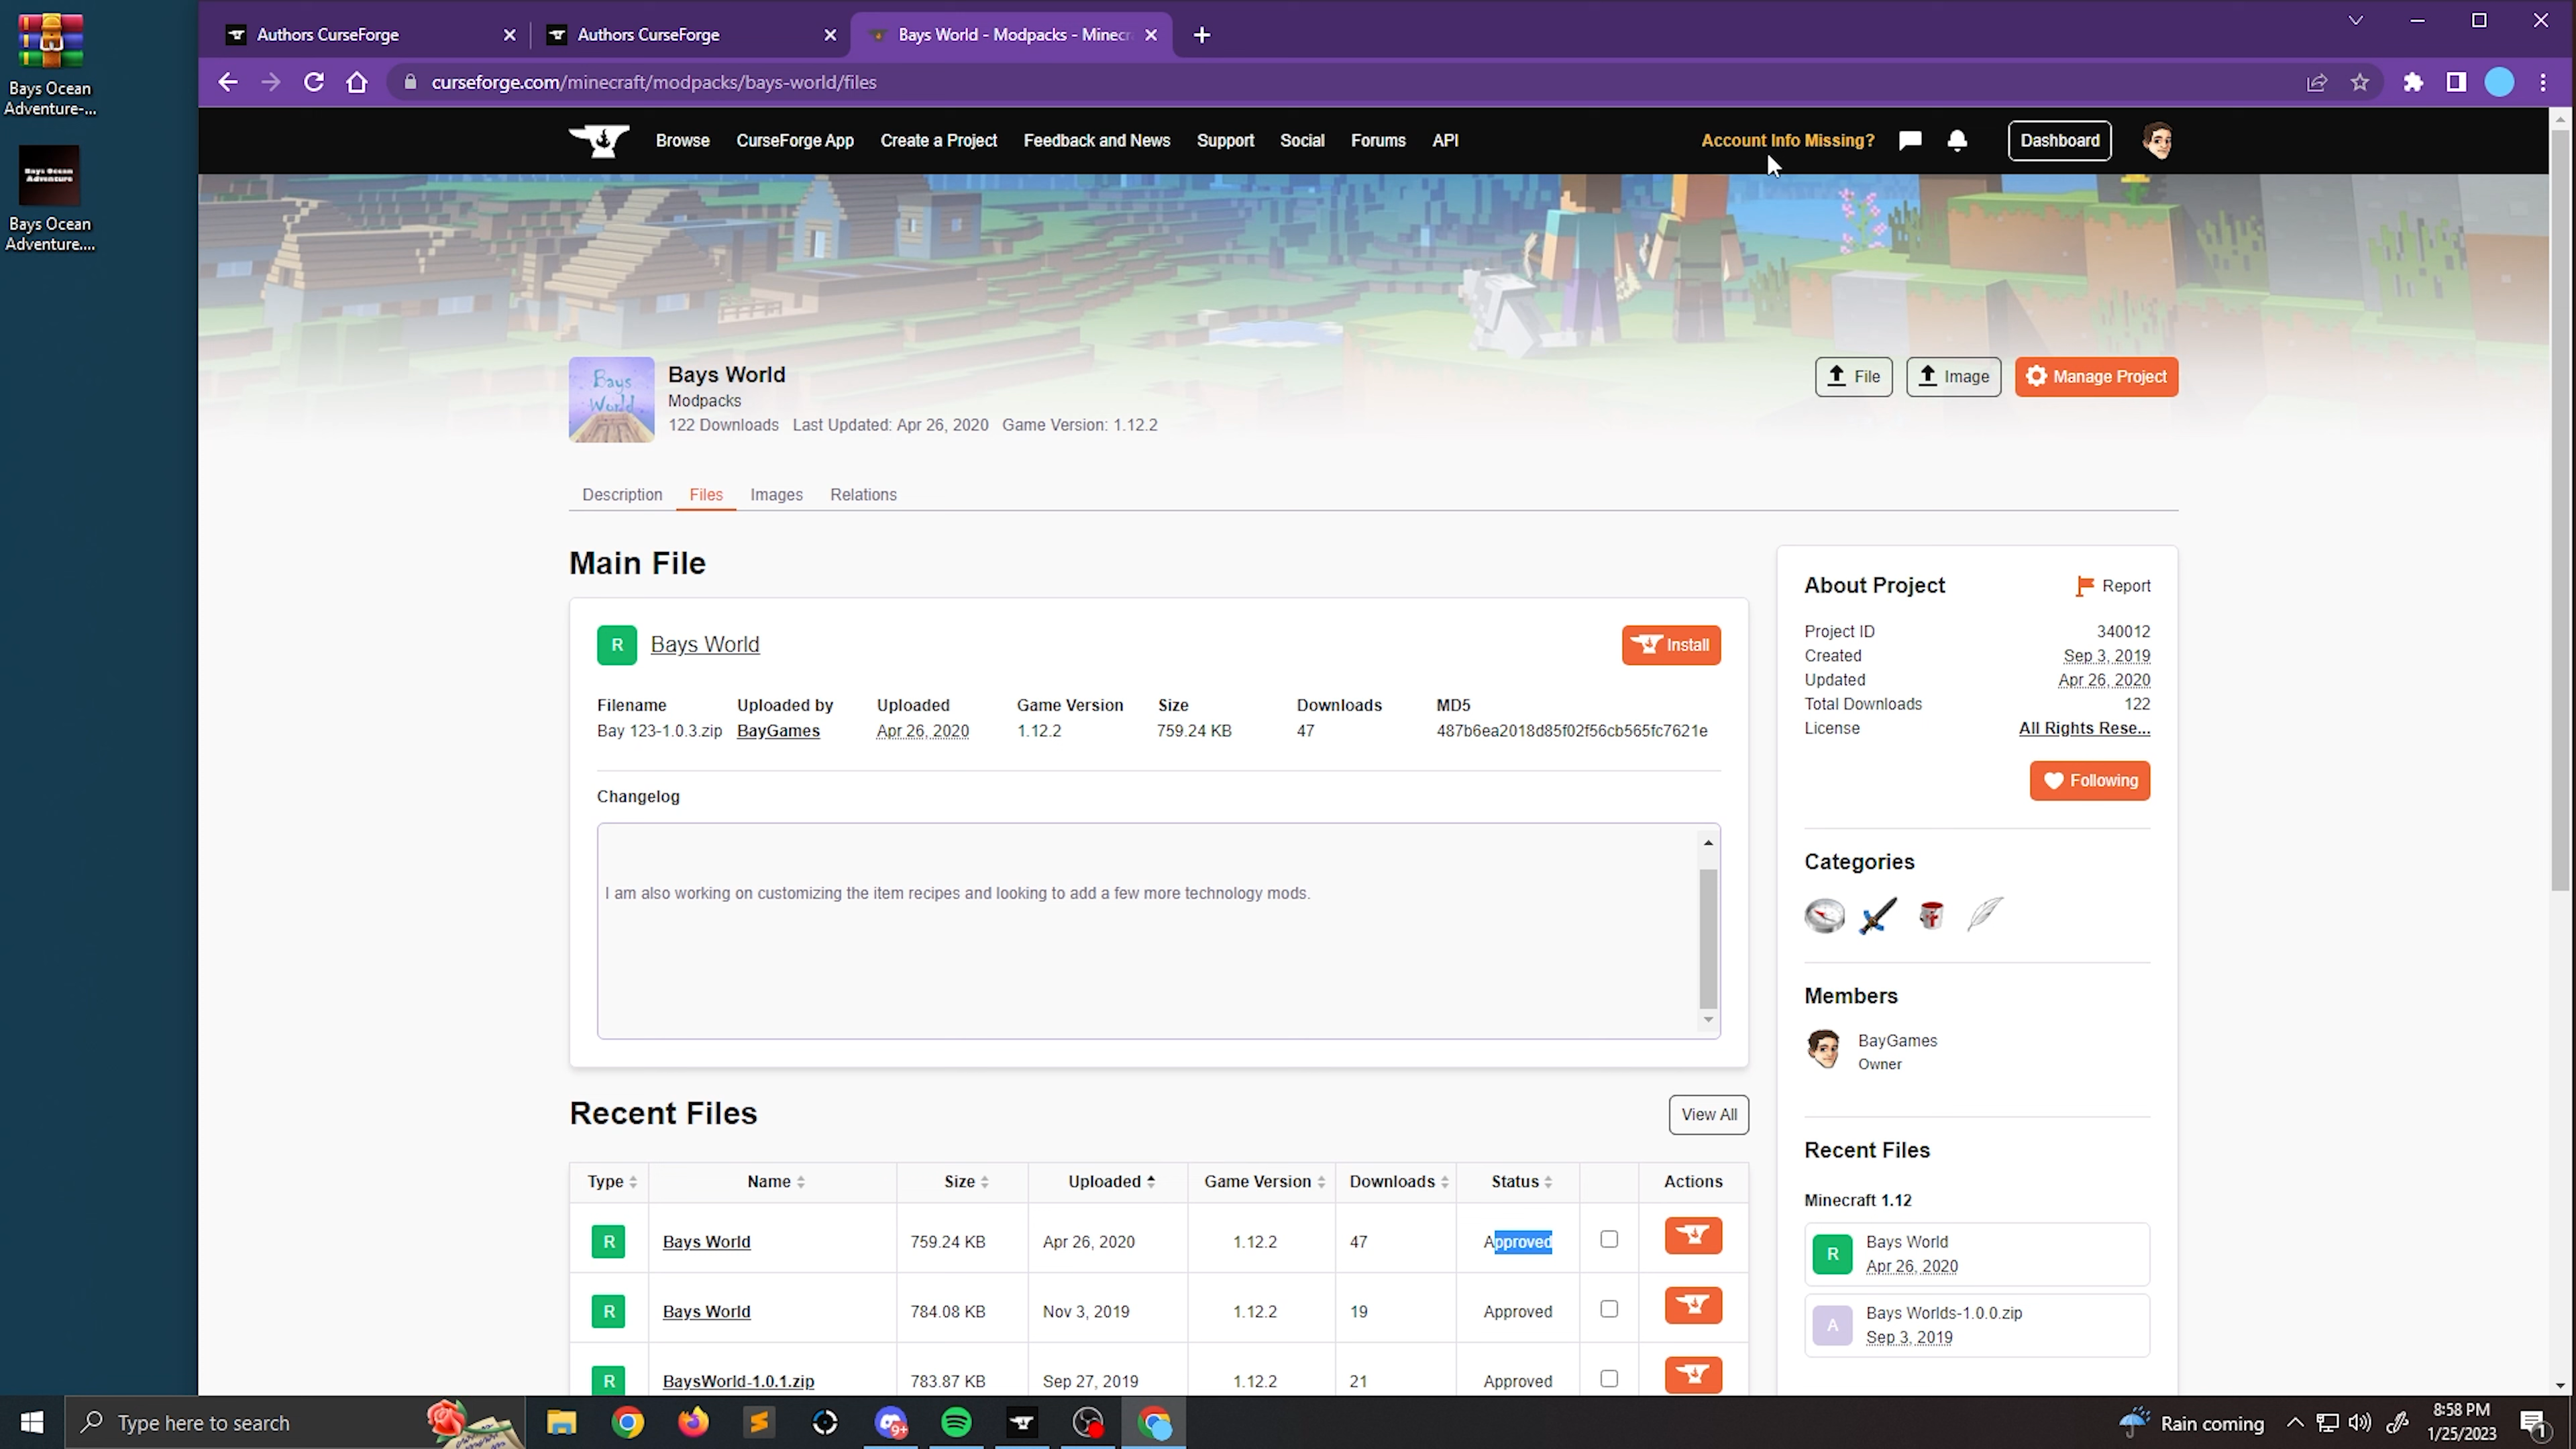 Bays Ocean
Adventure-...
Bays Ocean
Adventure
Bays Ocean
Adventure....
Authors CurseForge
Authors CurseForge
Bays World - Modpacks - Minecr
curseforge.com/minecraft/modpacks/bays-world/files
Browse CurseForge App Create a Project Feedback and News Support Social Forums API
Account Info Missing? Dashboard
Bays
World
Bays World
Modpacks
122 Downloads Last Updated: Apr 26, 2020 Game Version: 1.12.2
File Image Manage Project
Description Files Images Relations
Main File
R Bays World Install
Filename Uploaded by Uploaded Game Version Size Downloads MD5
Bay 123-1.0.3.zip BayGames Apr 26, 2020 1.12.2 759.24 KB 47 487b6ea2018d85f02f56cb565fc7621e
Changelog
I am also working on customizing the item recipes and looking to add a few more technology mods.
Recent Files View All
Type Name Size Uploaded Game Version Downloads Status Actions
R Bays World 759.24 KB Apr 26, 2020 1.12.2 47 Approved
R Bays World 784.08 KB Nov 3, 2019 1.12.2 19 Approved
R BaysWorld-1.0.1.zip 783.87 KB Sep 27, 2019 1.12.2 21 Approved
About Project Report
Project ID 340012
Created Sep 3, 2019
Updated Apr 26, 2020
Total Downloads 122
License All Rights Rese...
Following
Categories
Members
BayGames
Owner
Recent Files
Minecraft 1.12
R Bays World
Apr 26, 2020
A Bays Worlds-1.0.0.zip
Sep 3, 2019
Type here to search
9+
Rain coming
8:58 PM
1/25/2023
1